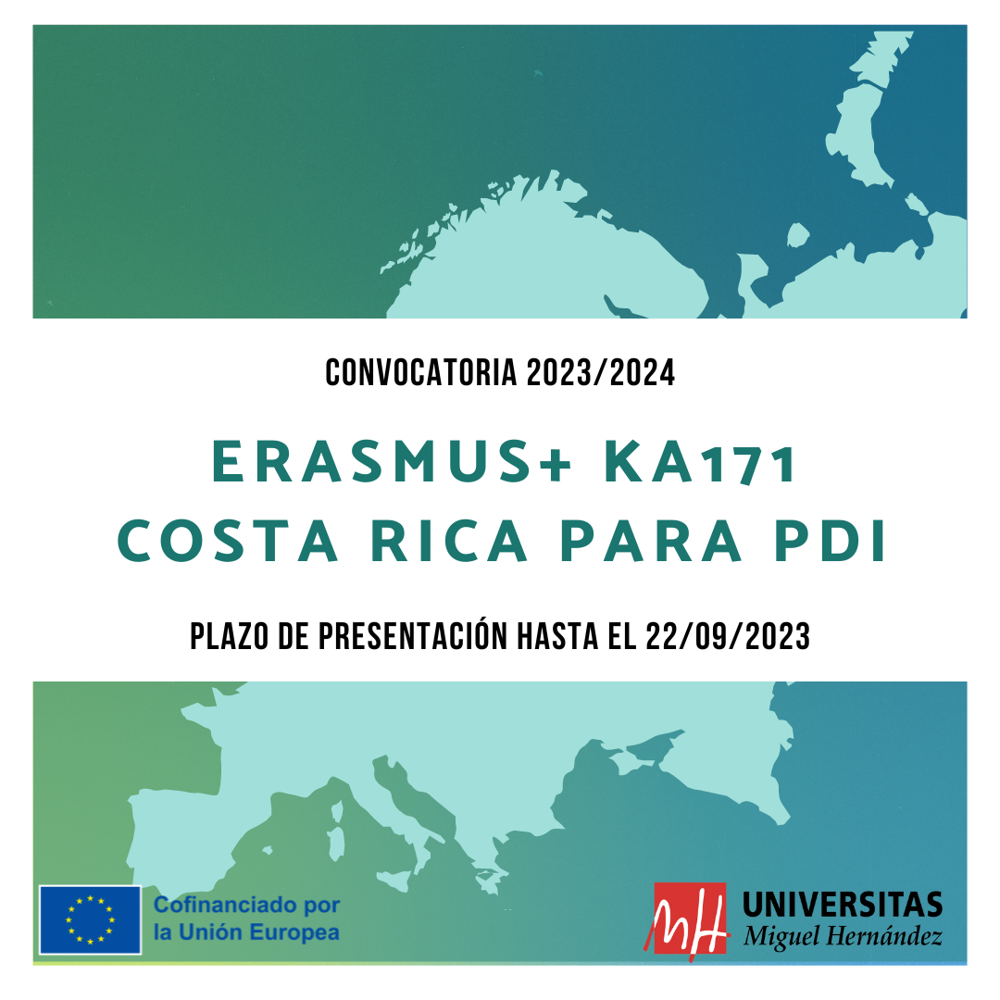 CONVOCATORIA 2023/2024
ERASMUS+ KA171
COSTA RICA PARA PDI
PLAZO DE PRESENTACIÓN HASTA EL 22/09/2023
Cofinanciado por
la Unión Europea
MH
UNIVERSITAS
Miguel Hernández